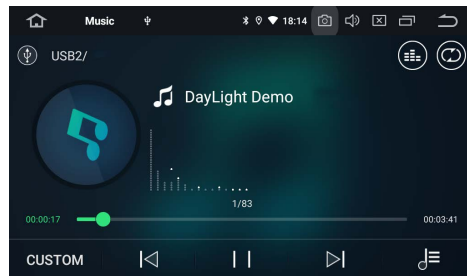 Music 18:14
USB2/
DayLight Demo
1/83
00:00:17 00:03:41
CUSTOM